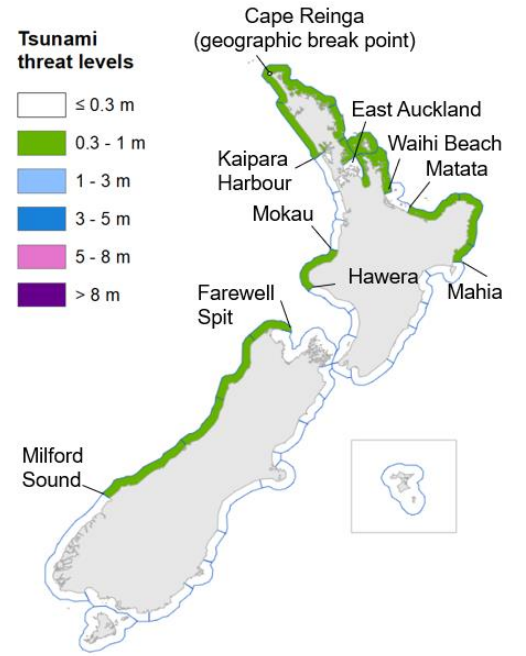 Tsunami
threat levels
≤ 0.3 m
0.3 - 1 m
1 - 3 m
3 - 5 m
5 - 8 m
> 8 m
Cape Reinga
(geographic break point)
East Auckland
Waihi Beach
Kaipara
Harbour
Matata
Mokau
Hawera
Mahia
Farewell
Spit
Milford
Sound